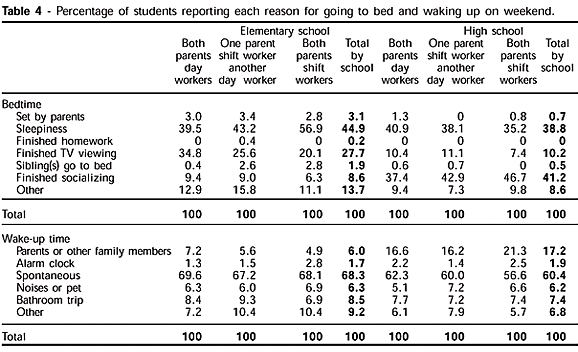 Table 4 - Percentage of students reporting each reason for going to bed and waking up on weekend.
Elementary school High school
Both One parent Both Total Both One parent Both Total
parents shift worker parents by parents shift worker parents by
day another shift school day another shift school
workers day worker workers workers day worker workers
Bedtime
Set by parents 3.0 3.4 2.8 3.1 1.3 0 0.8 0.7
Sleepiness 39.5 43.2 56.9 44.9 40.9 38.1 35.2 38.8
Finished homework 0 0.4 0 0.2 0 0 0 0
Finished TV viewing 34.8 25.6 20.1 27.7 10.4 11.1 7.4 10.2
Sibling(s) go to bed 0.4 2.6 2.8 1.9 0.6 0.7 0 0.5
Finished socializing 9.4 9.0 6.3 8.6 37.4 42.9 46.7 41.2
Other 12.9 15.8 11.1 13.7 9.4 7.3 9.8 8.6
Total 100 100 100 100 100 100 100 100
Wake-up time
Parents or other family members 7.2 5.6 4.9 6.0 16.6 16.2 21.3 17.2
Alarm clock 1.3 1.5 2.8 1.7 2.2 1.4 2.5 1.9
Spontaneous 69.6 67.2 68.1 68.3 62.3 60.0 56.6 60.4
Noises or pet 6.3 6.0 6.9 6.3 5.1 7.2 6.6 6.2
Bathroom trip 8.4 9.3 6.9 8.5 7.7 7.2 7.4 7.4
Other 7.2 10.4 10.4 9.2 6.1 7.9 5.7 6.8
Total 100 100 100 100 100 100 100 100